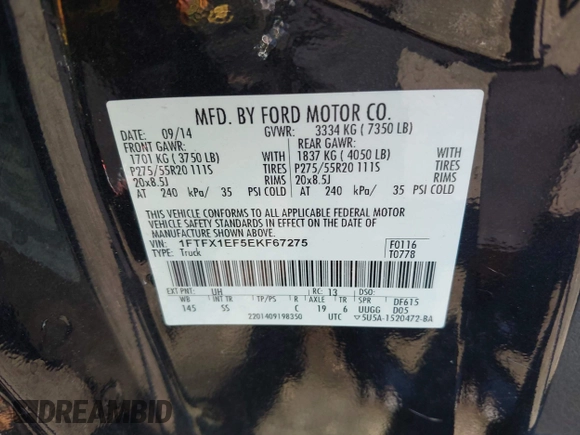 MFD. BY FORD MOTOR CO.
DATE: 09/14 GVWR: 3334 KG ( 7350 LB)
FRONT GAWR: REAR GAWR:
1701 KG ( 3750 LB) WITH 1837 KG ( 4050 LB) WITH
P275/55R20 111S TIRES P275/55R20 111S TIRES
20x8.5J RIMS 20x8.5J RIMS
AT 240 kPa/ 35 PSI COLD AT 240 kPa/ 35 PSI COLD
THIS VEHICLE CONFORMS TO ALL APPLICABLE FEDERAL MOTOR
VEHICLE SAFETY STANDARDS IN EFFECT ON THE DATE OF
MANUFACTURE SHOWN ABOVE.
VIN: 1FTFX1EF5EKF67275 F0116
TYPE: Truck T0778
EXT PNT: UH RC: 13 DSO:
WB INT TR TP/PS R AXLE TR SPR DF615
145 SS C 19 6 UUGG D05
2201409198350 UTC ▽5U5A-1520472-BA
DREAMBID